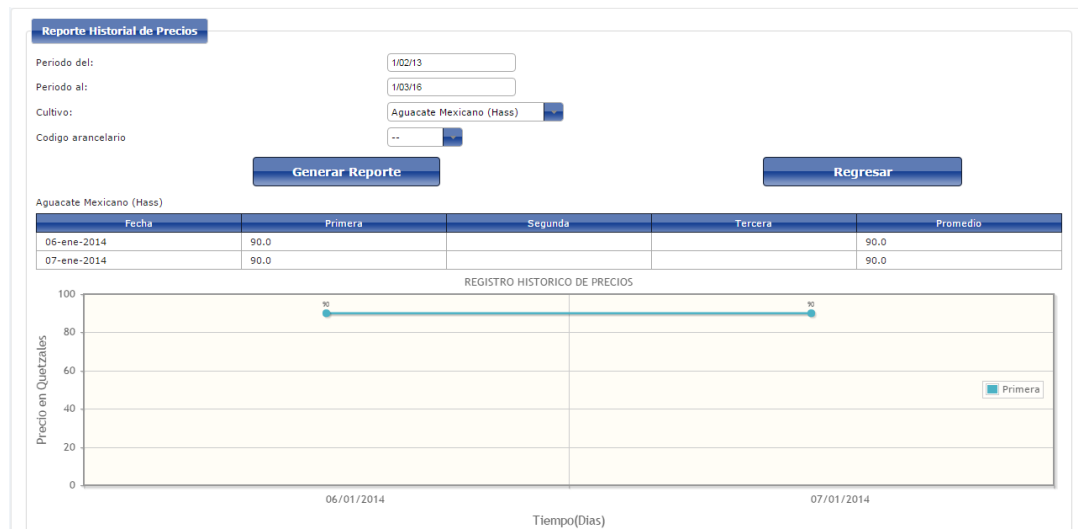 Reporte Historial de Precios
Periodo del: 1/02/13
Periodo al: 1/03/16
Cultivo: Aguacate Mexicano (Hass)
Codigo arancelario --
Generar Reporte Regresar
Aguacate Mexicano (Hass)
Fecha Primera Segunda Tercera Promedio
06-ene-2014 90.0 90.0
07-ene-2014 90.0 90.0
REGISTRO HISTORICO DE PRECIOS
100
90 90
80
60
Primera
40
20
0
Precio en Quetzales
06/01/2014 07/01/2014
Tiempo(Dias)